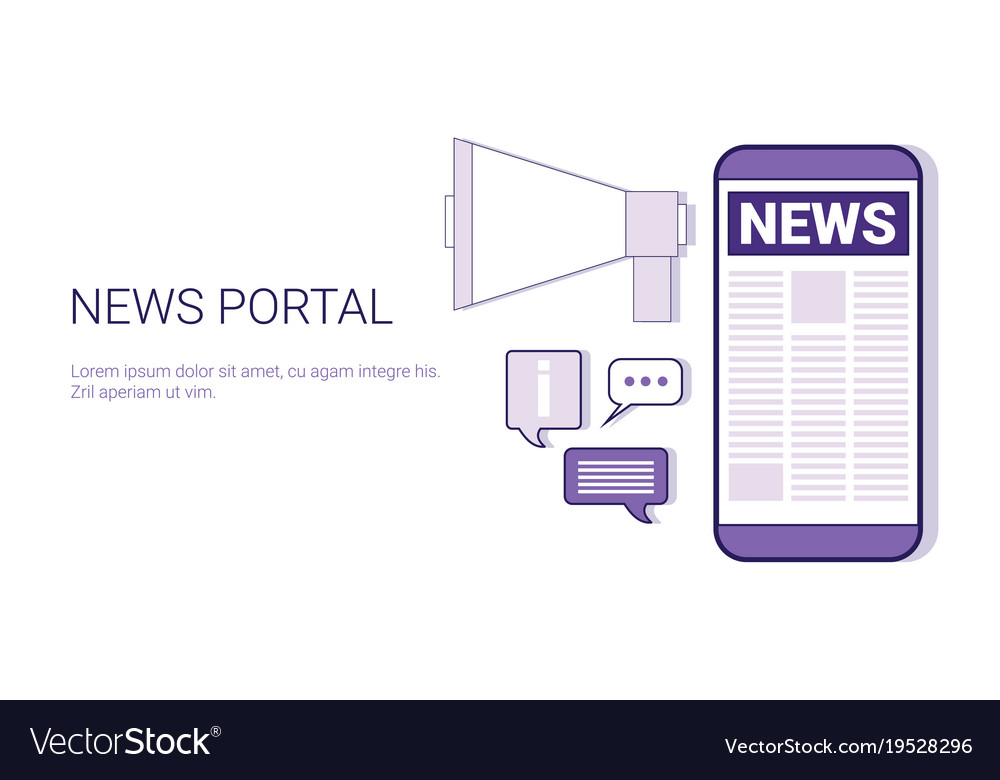 NEWS PORTAL
Lorem ipsum dolor sit amet, cu agam integre his.
Zril aperiam ut vim.
i
NEWS
VectorStock®
VectorStock.com/19528296